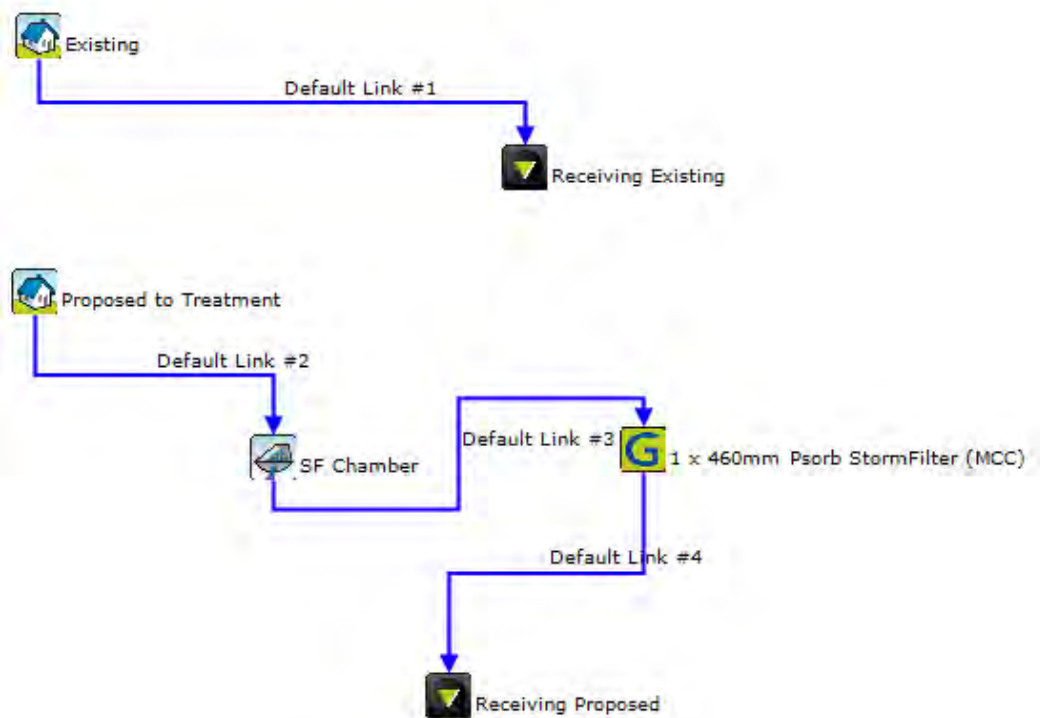 Existing
Default Link #1
Receiving Existing
Proposed to Treatment
Default Link #2
Default Link #3
SF Chamber
G
1 x 460mm Psorb StormFilter (MCC)
Default Link #4
Receiving Proposed